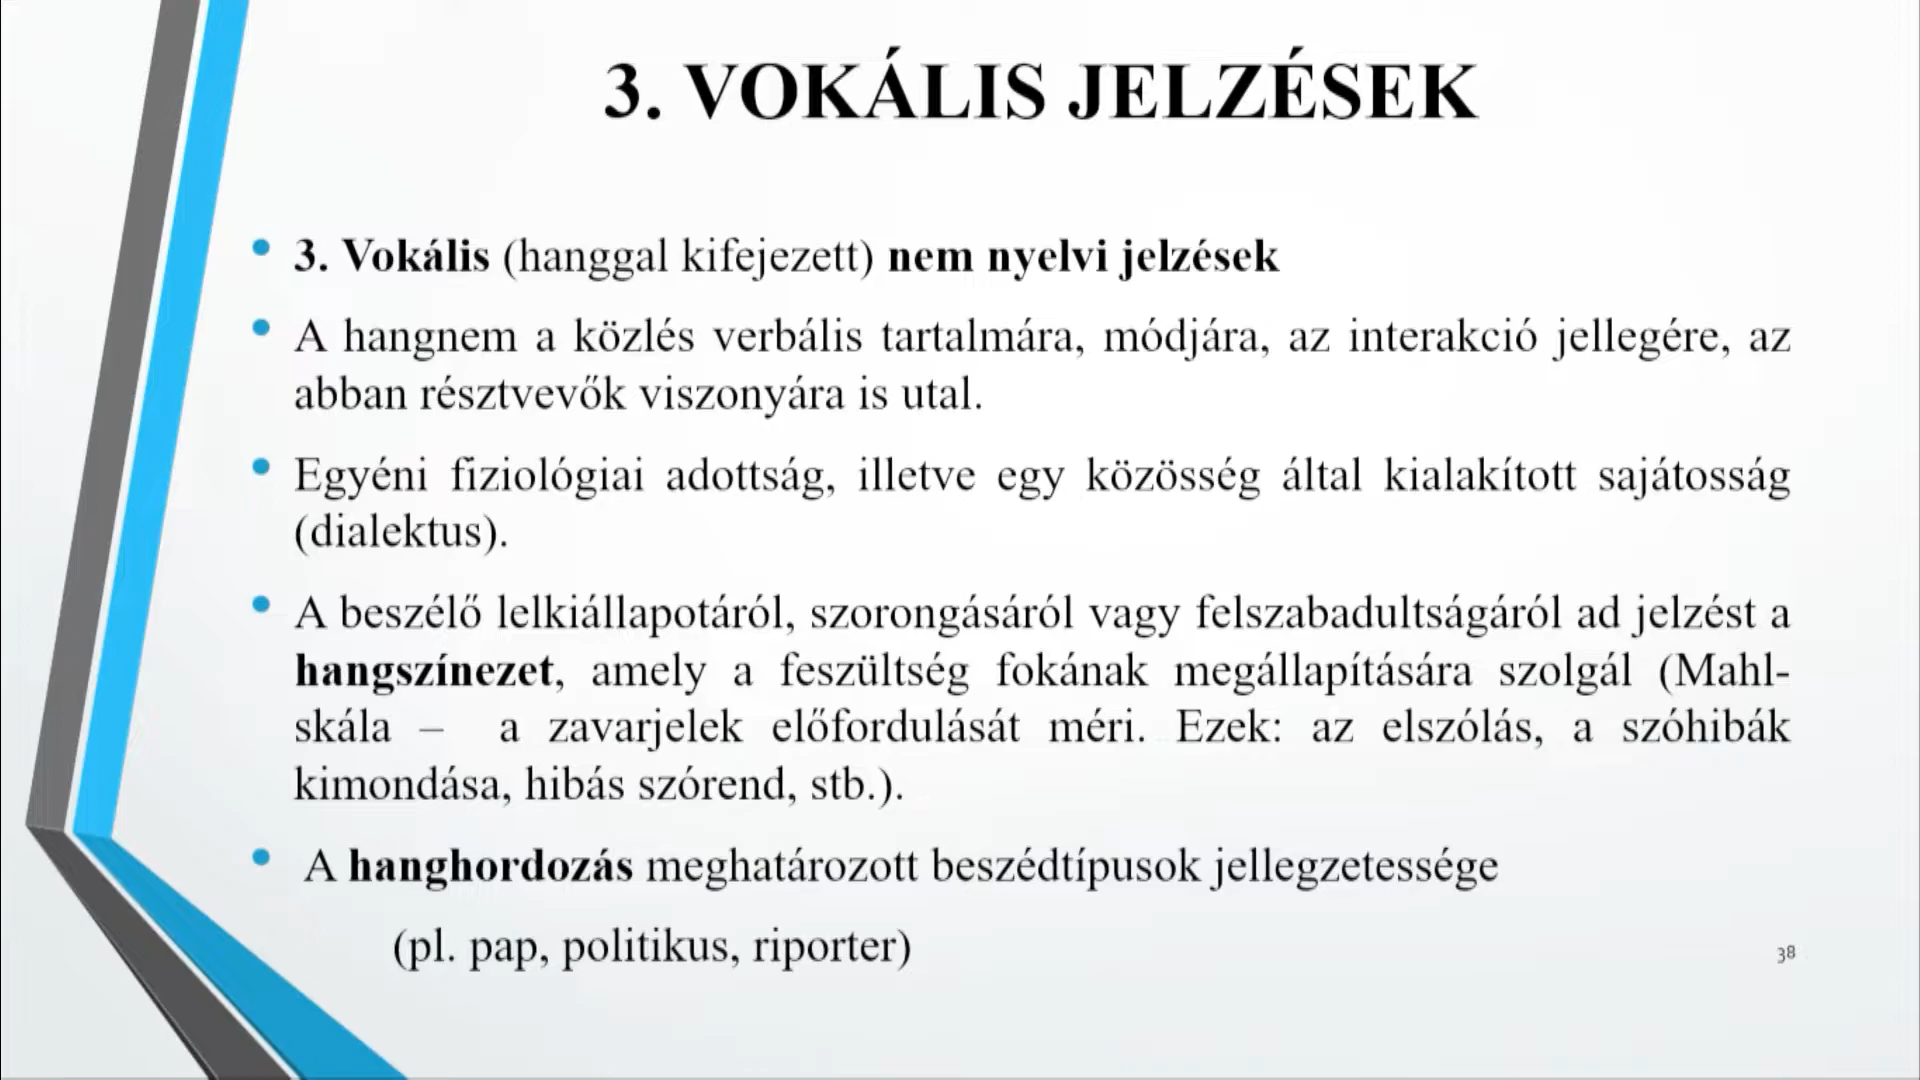 3. VOKÁLIS JELZÉSEK
• 3. Vokális (hanggal kifejezett) nem nyelvi jelzések
• A hangnem a közlés verbális tartalmára, módjára, az interakció jellegére, az
abban résztvevők viszonyára is utal.
• Egyéni fiziológiai adottság, illetve egy közösség által kialakított sajátosság
(dialektus).
• A beszélő lelkiállapotáról, szorongásáról vagy felszabadultságáról ad jelzést a
hangszínezet, amely a feszültség fokának megállapítására szolgál (Mahl-
skála – a zavarjelek előfordulását méri. Ezek: az elszólás, a szóhibák
kimondása, hibás szórend, stb.).
• A hanghordozás meghatározott beszédtípusok jellegzetessége
(pl. pap, politikus, riporter)
38